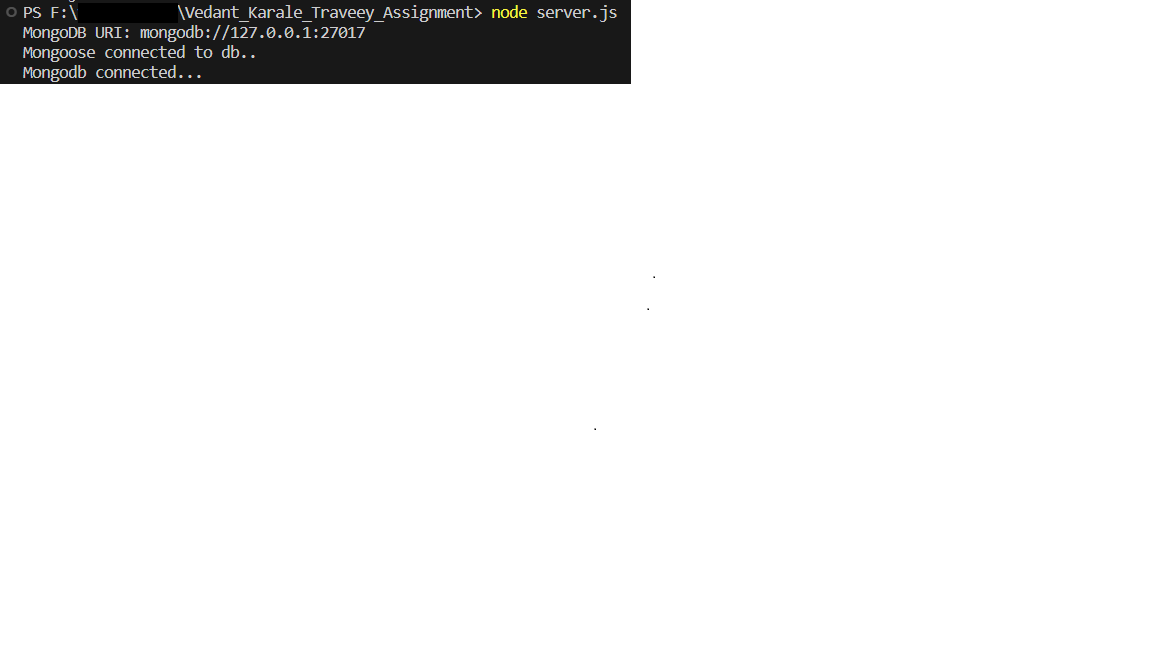 PS F:\ \Vedant_Karale_Traveey_Assignment> node server.js
MongoDB URI: mongodb://127.0.0.1:27017
Mongoose connected to db..
Mongodb connected...